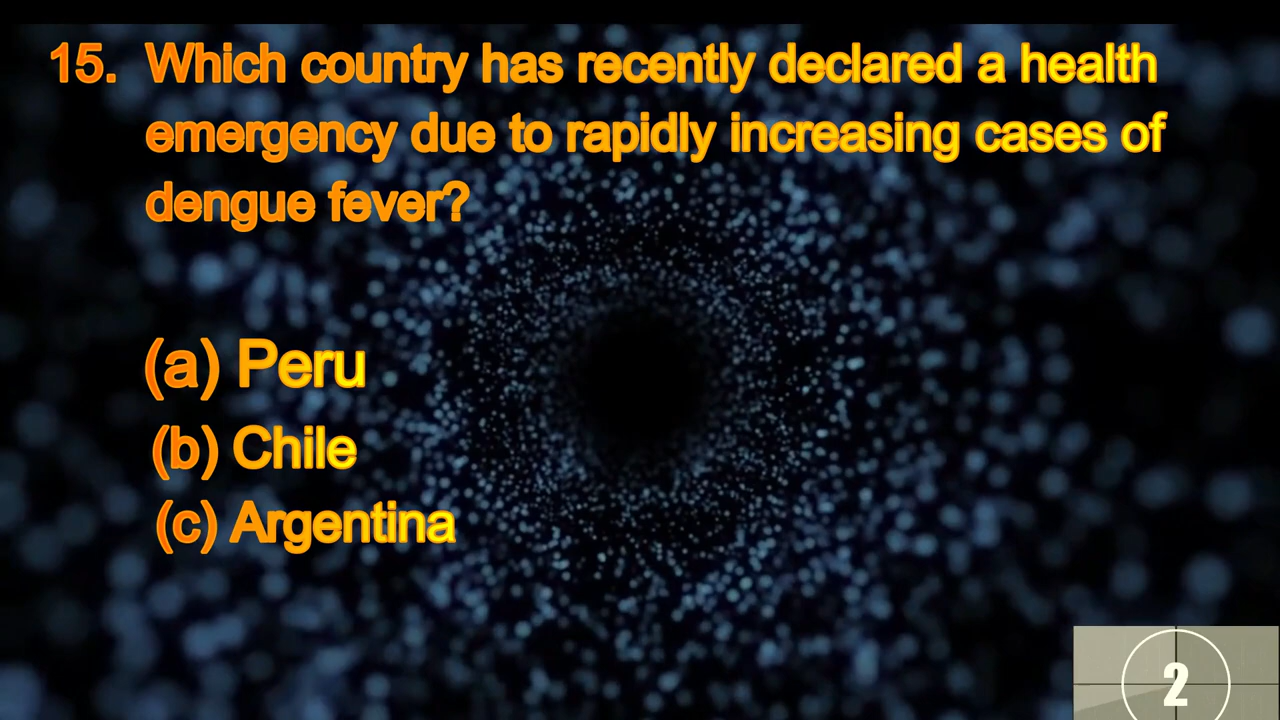 15. Which country has recently declared a health
emergency due to rapidly increasing cases of
dengue fever?
(a) Peru
(b) Chile
(c) Argentina
2